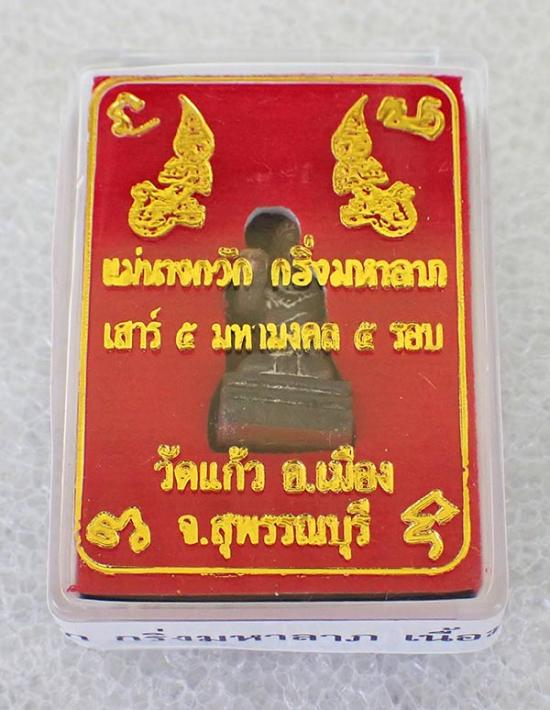 แม่นางกวัก กริ่งมหาลาภ
เสาร์ ๕ มหามงคล ๕ รอบ
วัดแก้ว อ.เมือง
จ.สุพรรณบุรี
กริ่งมหาลาภ